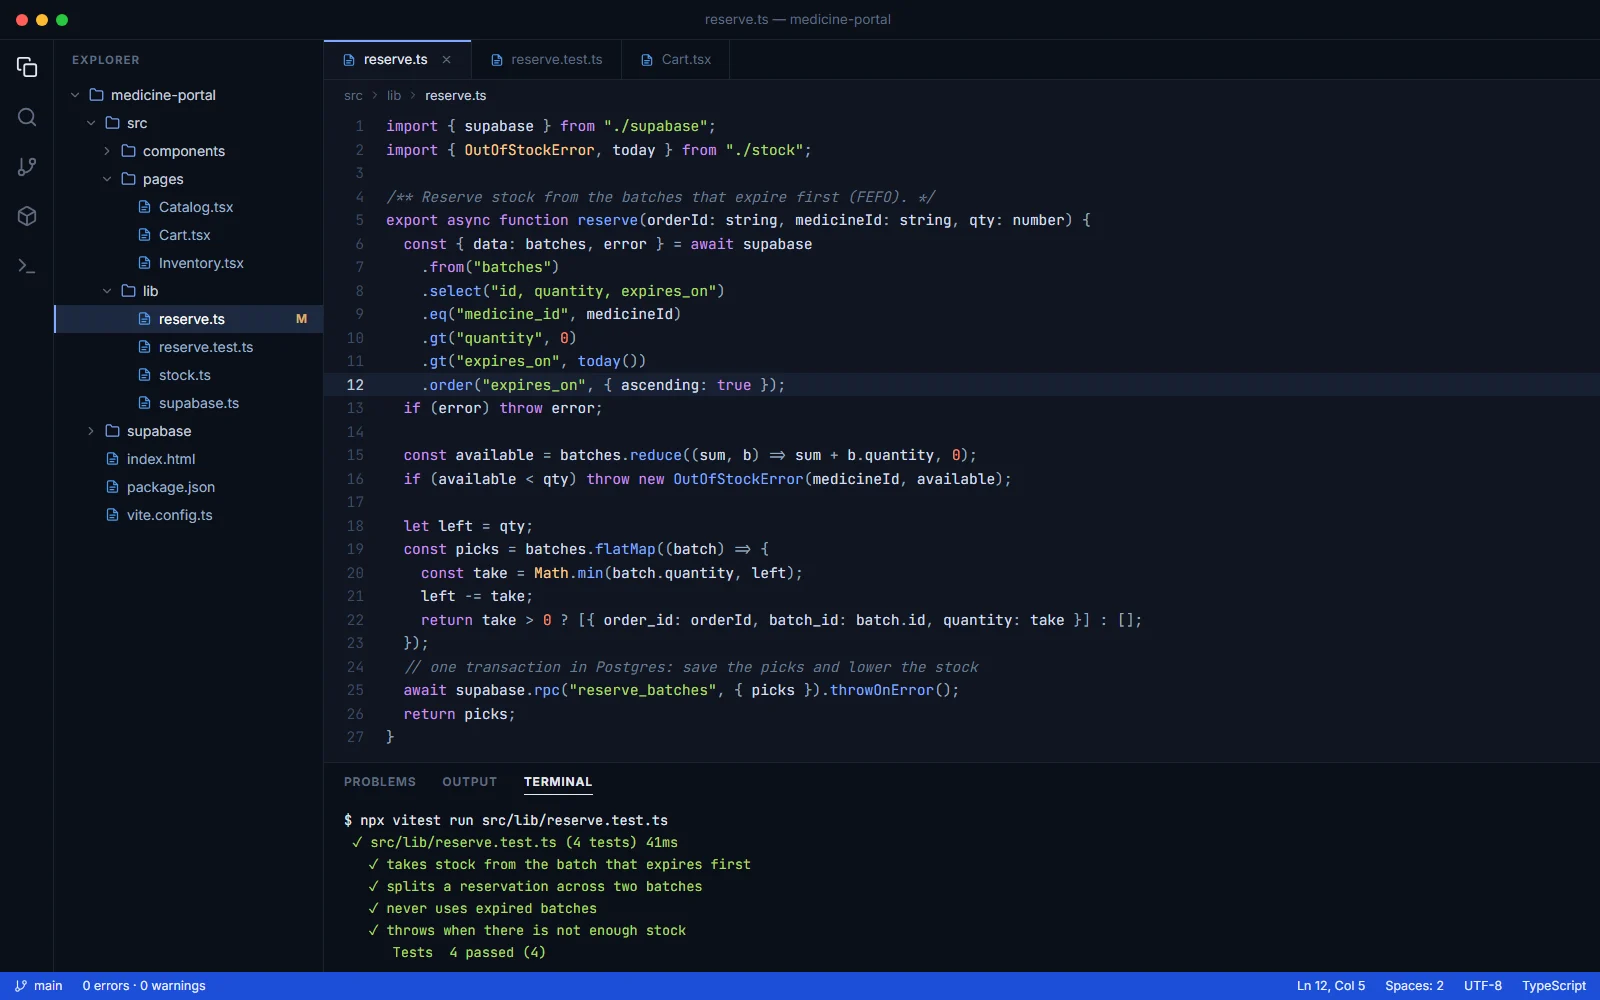 reserve.ts — medicine-portal
EXPLORER
medicine-portal
src
components
pages
Catalog.tsx
Cart.tsx
Inventory.tsx
lib
reserve.ts M
reserve.test.ts
stock.ts
supabase.ts
supabase
index.html
package.json
vite.config.ts
reserve.ts × reserve.test.ts Cart.tsx
src > lib > reserve.ts
1 import { supabase } from "./supabase";
2 import { OutOfStockError, today } from "./stock";
3
4 /** Reserve stock from the batches that expire first (FEFO). */
5 export async function reserve(orderId: string, medicineId: string, qty: number) {
6   const { data: batches, error } = await supabase
7     .from("batches")
8     .select("id, quantity, expires_on")
9     .eq("medicine_id", medicineId)
10     .gt("quantity", 0)
11     .gt("expires_on", today())
12     .order("expires_on", { ascending: true });
13   if (error) throw error;
14
15   const available = batches.reduce((sum, b) => sum + b.quantity, 0);
16   if (available < qty) throw new OutOfStockError(medicineId, available);
17
18   let left = qty;
19   const picks = batches.flatMap((batch) => {
20     const take = Math.min(batch.quantity, left);
21     left -= take;
22     return take > 0 ? [{ order_id: orderId, batch_id: batch.id, quantity: take }] : [];
23   });
24   // one transaction in Postgres: save the picks and lower the stock
25   await supabase.rpc("reserve_batches", { picks }).throwOnError();
26   return picks;
27 }
PROBLEMS OUTPUT TERMINAL
$ npx vitest run src/lib/reserve.test.ts
✓ src/lib/reserve.test.ts (4 tests) 41ms
✓ takes stock from the batch that expires first
✓ splits a reservation across two batches
✓ never uses expired batches
✓ throws when there is not enough stock
Tests  4 passed (4)
main 0 errors · 0 warnings Ln 12, Col 5 Spaces: 2 UTF-8 TypeScript